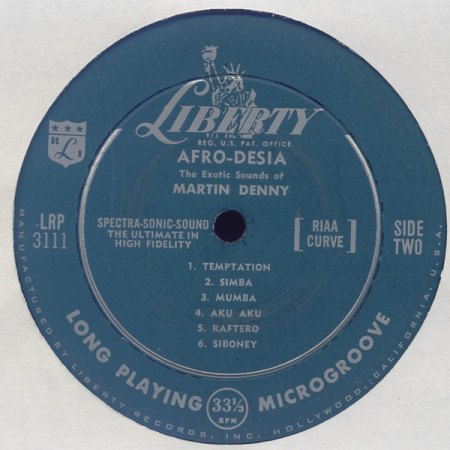 LIBERTY
REG. U.S. PAT. OFFICE
AFRO-DESIA
The Exotic Sounds of
MARTIN DENNY
R L I
LRP
3111
SPECTRA-SONIC-SOUND
THE ULTIMATE IN
HIGH FIDELITY
[RIAA
CURVE]
SIDE
TWO
1. TEMPTATION
2. SIMBA
3. MUMBA
4. AKU AKU
5. RAFTERO
6. SIBONEY
LONG PLAYING 33⅓ RPM MICROGROOVE
MANUFACTURED BY LIBERTY RECORDS, INC. HOLLYWOOD, CALIFORNIA, U.S.A.